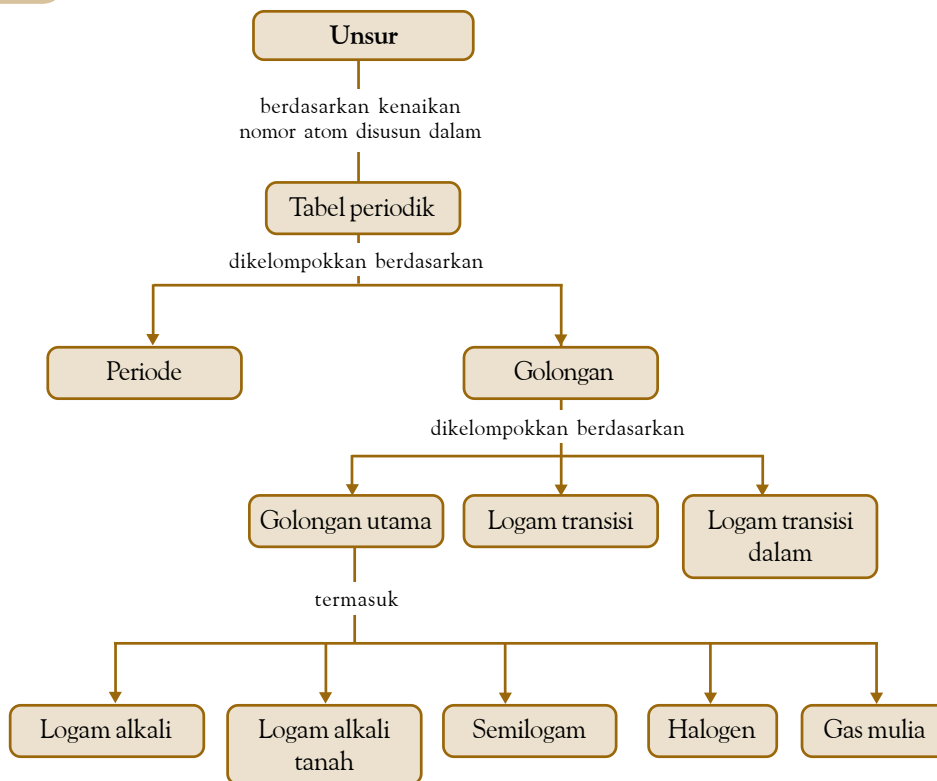 Unsur
berdasarkan kenaikan
nomor atom disusun dalam
Tabel periodik
dikelompokkan berdasarkan
Periode
Golongan
dikelompokkan berdasarkan
Golongan utama
Logam transisi
Logam transisi
dalam
termasuk
Logam alkali
Logam alkali
tanah
Semilogam
Halogen
Gas mulia